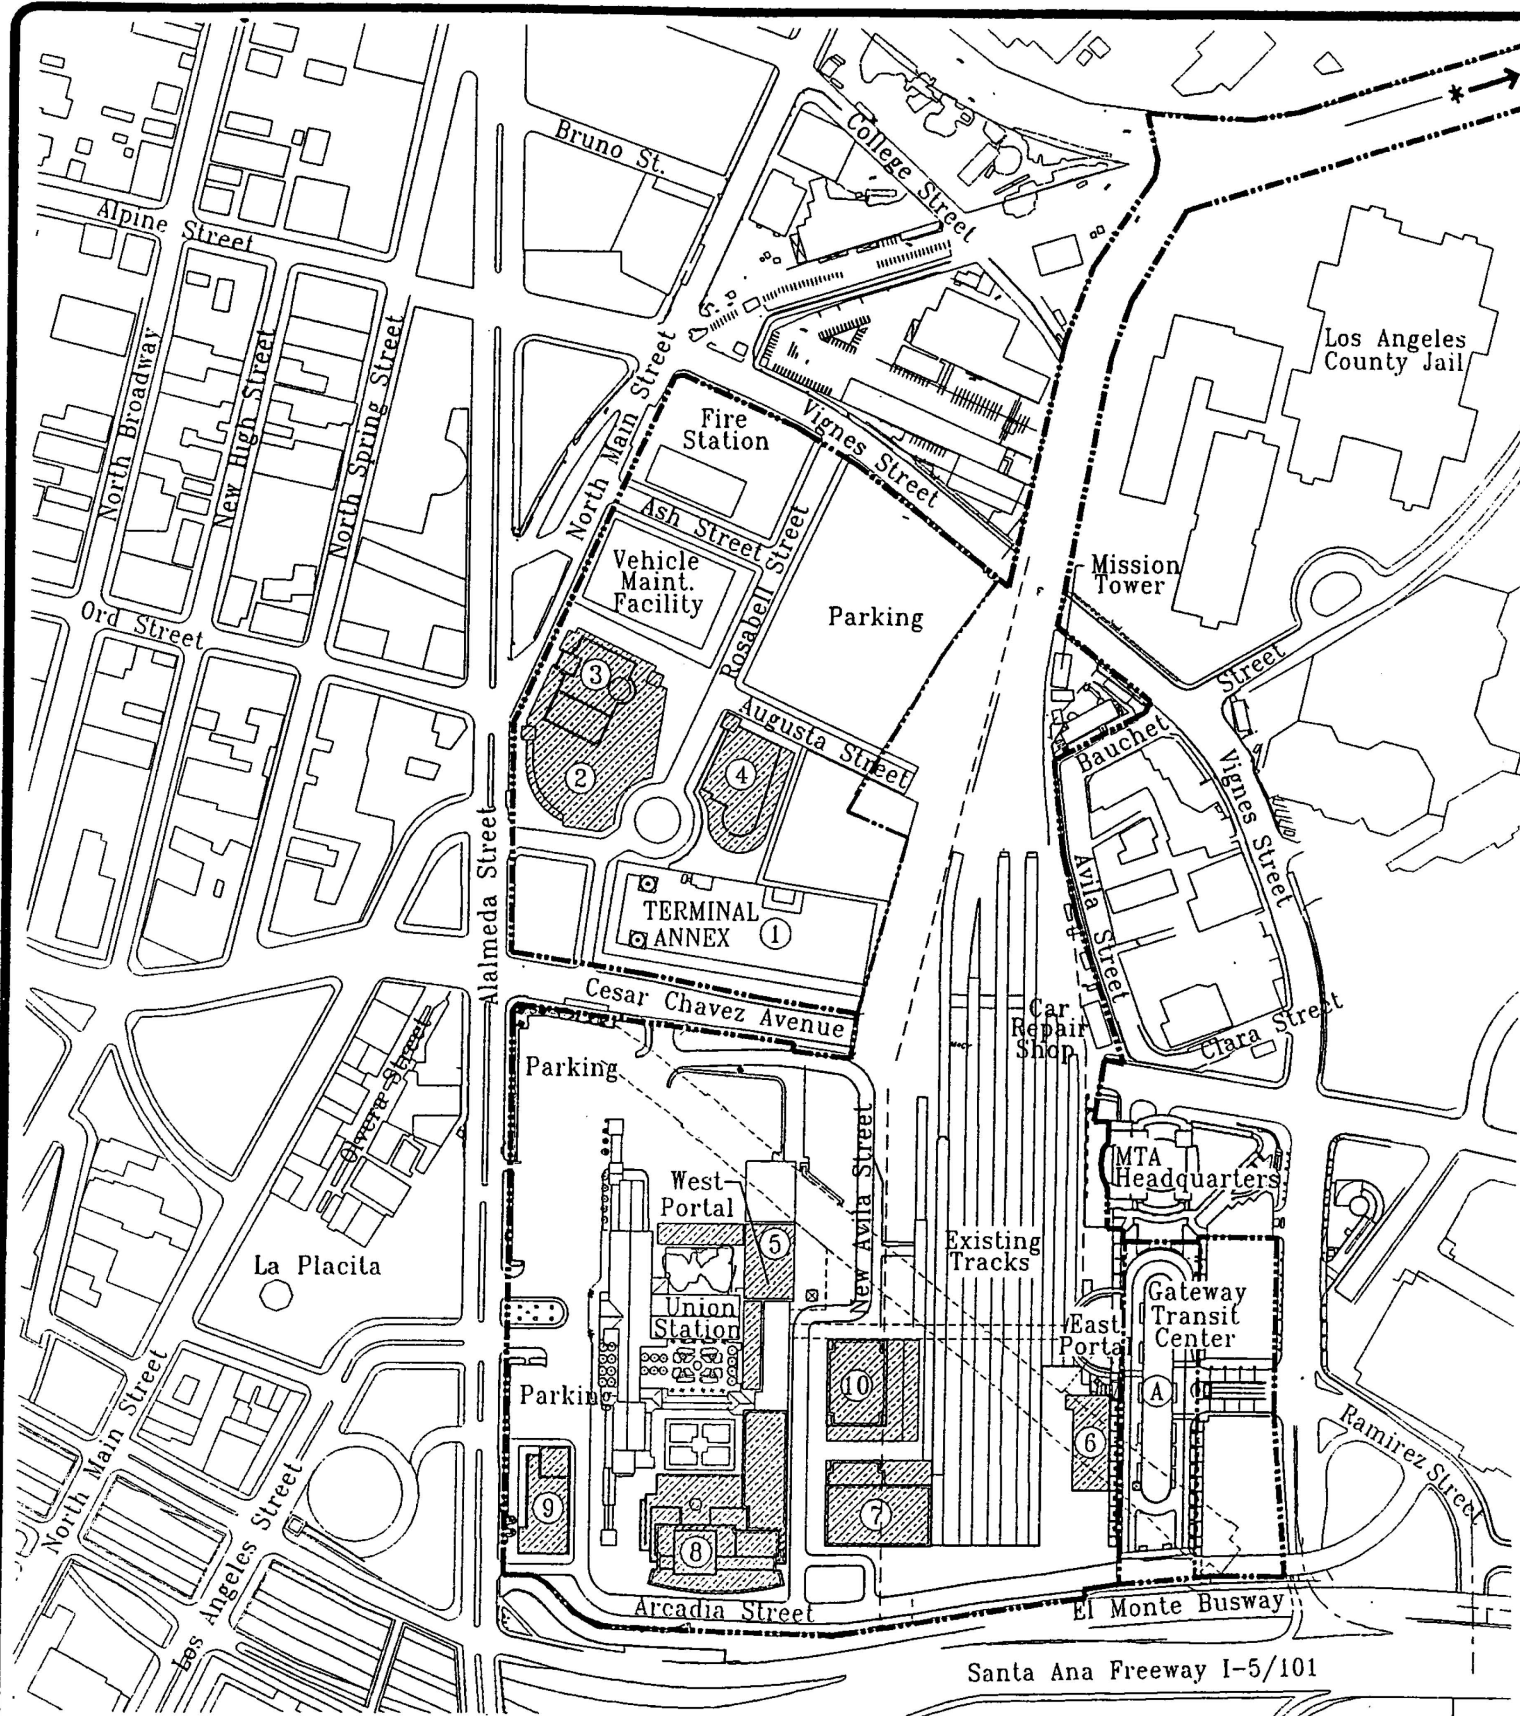 *
Bruno St.
College Street
Alpine Street
North Broadway
New High Street
North Spring Street
North Main Street
Los Angeles
County Jail
Fire
Station
Vignes Street
Ash Street
Vehicle
Maint.
Facility
Rosabell Street
Parking
Mission
Tower
Ord Street
Street
Bauchet
3
2
4
Augusta Street
Vignes Street
Alalmeda Street
Avila Street
TERMINAL
ANNEX
1
Cesar Chavez Avenue
Car
Repair
Shop
Clara Street
Parking
Olvera Street
New Avila Street
West
Portal
MTA
Headquarters
5
Existing
Tracks
La Placita
Union
Station
Gateway
Transit
Center
East
Portal
Parking
10
A
6
Ramirez Street
North Main Street
Los Angeles Street
9
7
8
Arcadia Street
El Monte Busway
Santa Ana Freeway I-5/101